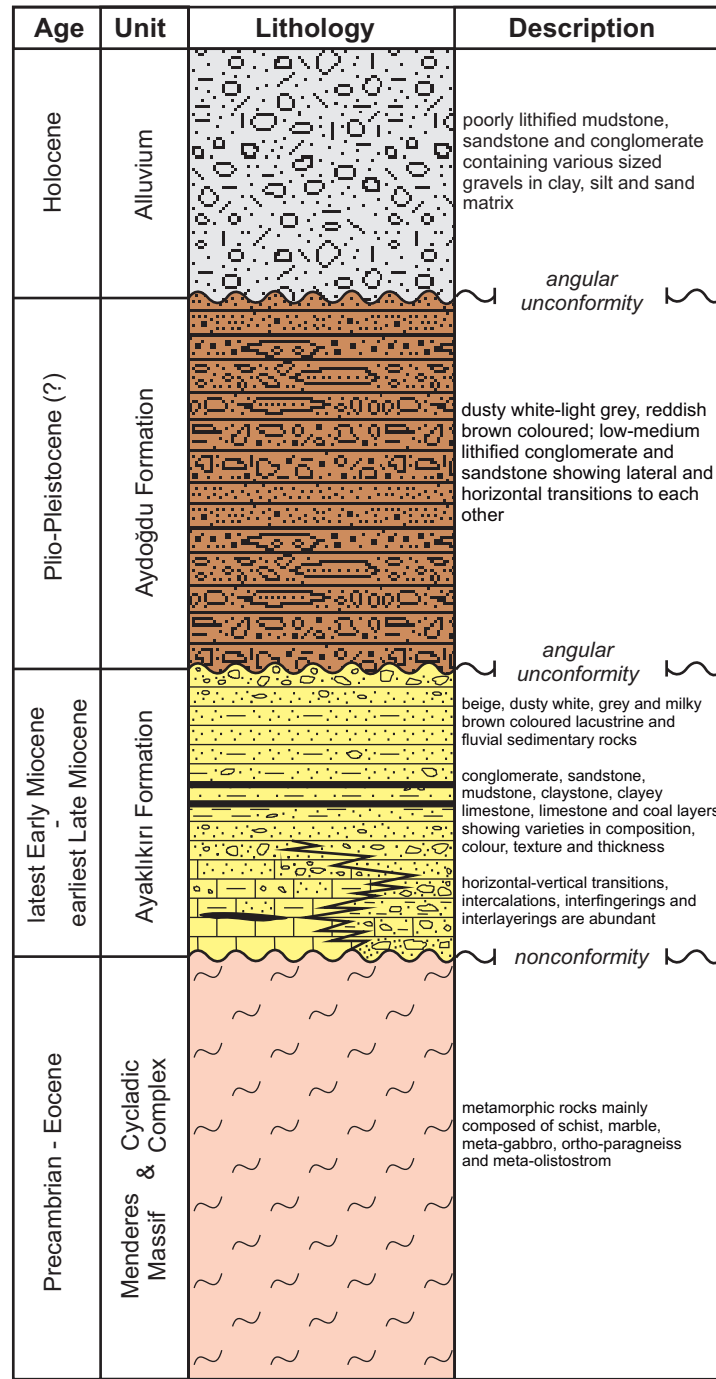 Age
Unit
Lithology
Description
Holocene
Alluvium
poorly lithified mudstone,
sandstone and conglomerate
containing various sized
gravels in clay, silt and sand
matrix
angular
unconformity
Plio-Pleistocene (?)
Aydoğdu Formation
dusty white-light grey, reddish
brown coloured; low-medium
lithified conglomerate and
sandstone showing lateral and
horizontal transitions to each
other
angular
unconformity
latest Early Miocene
-
earliest Late Miocene
Ayaklıkırı Formation
beige, dusty white, grey and milky
brown coloured lacustrine and
fluvial sedimentary rocks
conglomerate, sandstone,
mudstone, claystone, clayey
limestone, limestone and coal layers
showing varieties in composition,
colour, texture and thickness
horizontal-vertical transitions,
intercalations, interfingerings and
interlayerings are abundant
nonconformity
Precambrian - Eocene
Menderes & Cycladic
Massif Complex
metamorphic rocks mainly
composed of schist, marble,
meta-gabbro, ortho-paragneiss
and meta-olistostrom